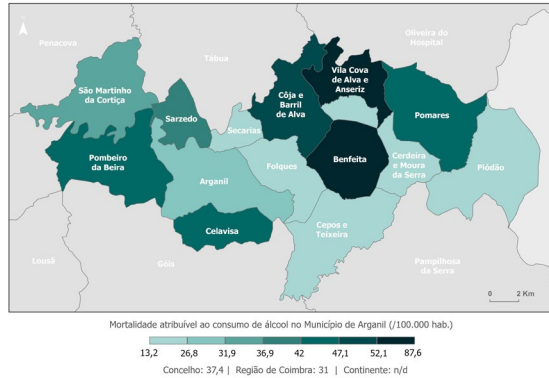 Penacova
Tábua
Oliveira do
Hospital
São Martinho
da Cortiça
Sarzedo
Secarias
Côja e
Barril
de Alva
Vila Cova
de Alva e
Anseriz
Pomares
Pombeiro
da Beira
Arganil
Folques
Benfeita
Cerdeira
e Moura
da Serra
Piódão
Celavisa
Cepos e
Teixeira
Lousã
Góis
Pampilhosa
da Serra
0 2 Km
Mortalidade atribuível ao consumo de álcool no Município de Arganil (/100.000 hab.)
13,2 26,8 31,9 36,9 42 47,1 52,1 87,6
Concelho: 37,4 | Região de Coimbra: 31 | Continente: n/d